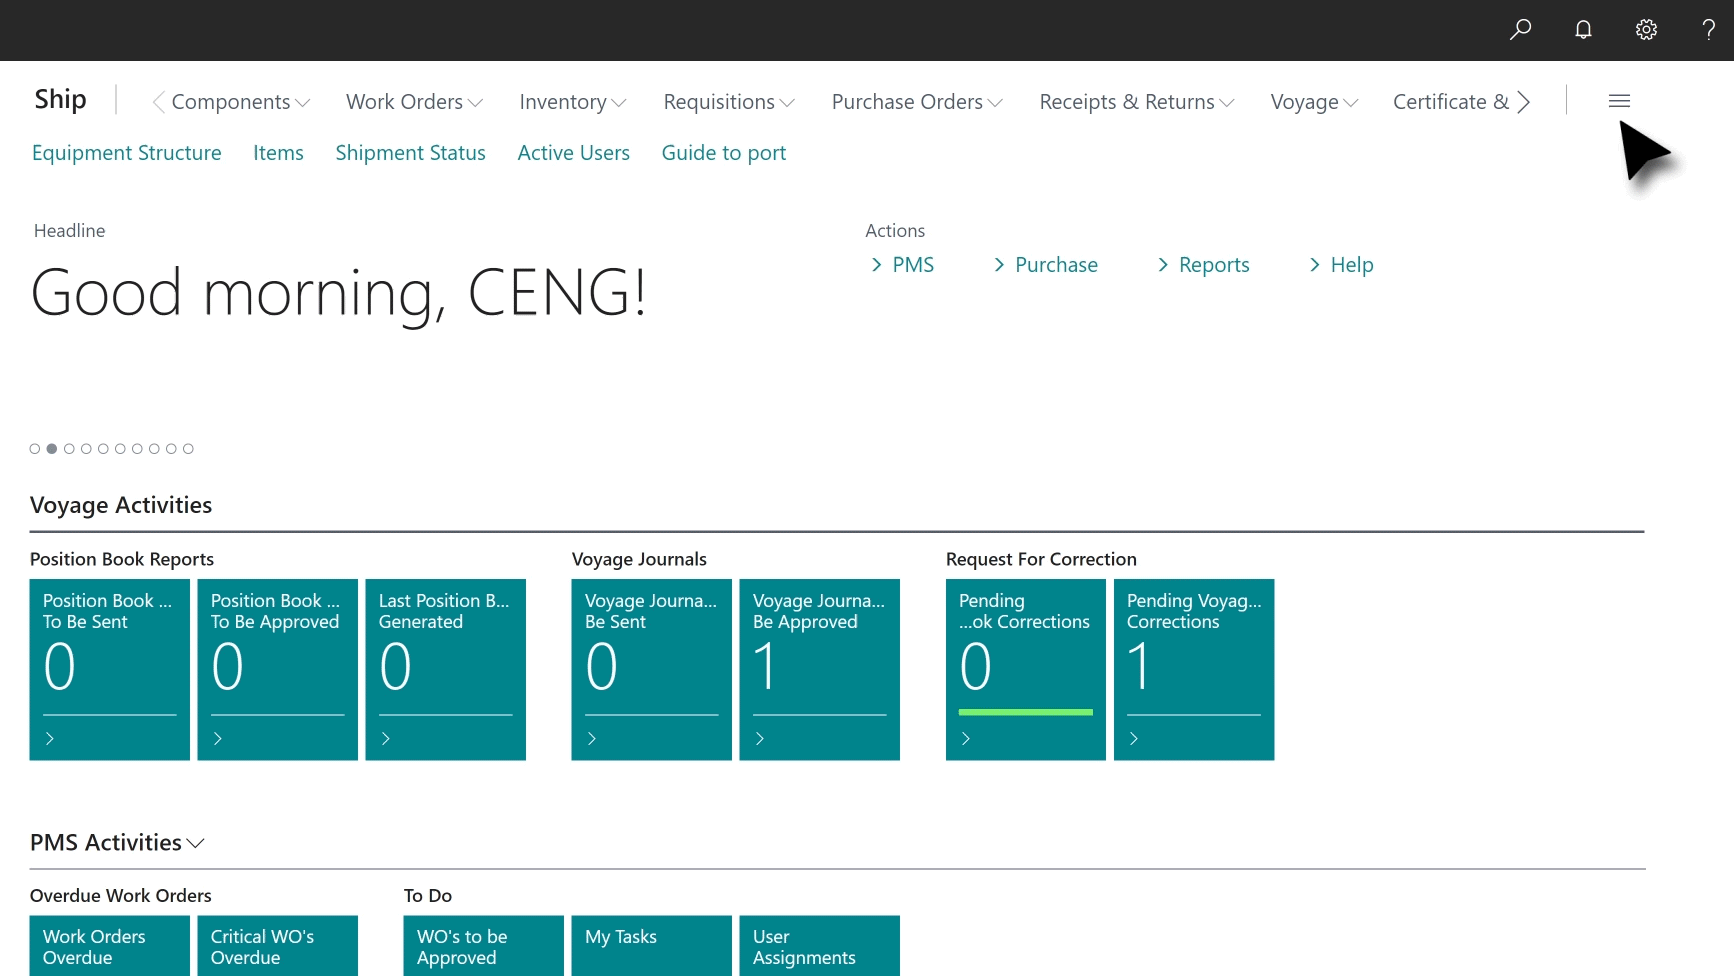 ?
Ship
Components
Work Orders
Inventory
Requisitions
Purchase Orders
Receipts & Returns
Voyage
Certificate &
Equipment Structure
Items
Shipment Status
Active Users
Guide to port
Headline
Good morning, CENG!
Actions
PMS
Purchase
Reports
Help
Voyage Activities
Position Book Reports
Position Book ...
To Be Sent
0
Position Book ...
To Be Approved
0
Last Position B...
Generated
0
Voyage Journals
Voyage Journa...
Be Sent
0
Voyage Journa...
Be Approved
1
Request For Correction
Pending
...ok Corrections
0
Pending Voyag...
Corrections
1
PMS Activities
Overdue Work Orders
Work Orders
Overdue
Critical WO's
Overdue
To Do
WO's to be
Approved
My Tasks
User
Assignments